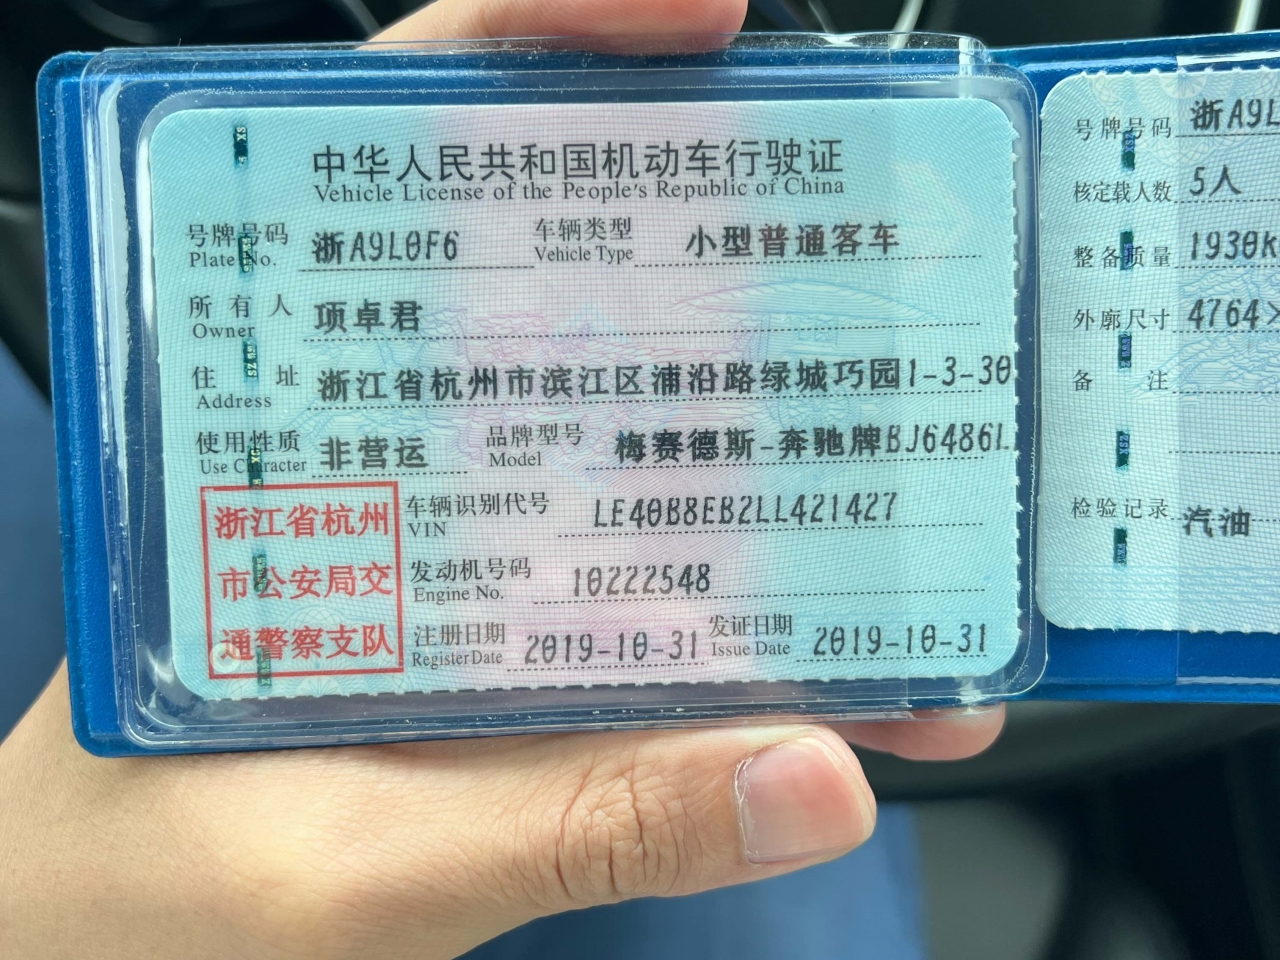 中华人民共和国机动车行驶证
Vehicle License of the People's Republic of China
号牌号码 浙A9L0F6 车辆类型 小型普通客车
Plate No. Vehicle Type
所有人 项卓君
Owner
住址 浙江省杭州市滨江区浦沿路绿城巧园1-3-30
Address
使用性质 非营运 品牌型号 梅赛德斯-奔驰牌BJ6486L
Use Character Model
车辆识别代号 LE40B8EB2LL421427
VIN
发动机号码 10222548
Engine No.
注册日期 2019-10-31 发证日期 2019-10-31
Register Date Issue Date
浙江省杭州
市公安局交
通警察支队
号牌号码 浙A9L
核定载人数 5人
整备质量 1930k
外廓尺寸 4764×
备注
检验记录
汽油